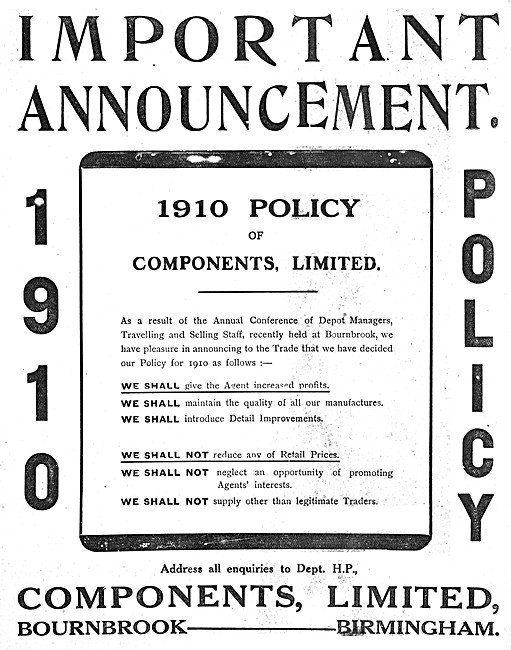 IMPORTANT
ANNOUNCEMENT.
1910
POLICY
1910 POLICY
OF
COMPONENTS, LIMITED.
As a result of the Annual Conference of Depot Managers,
Travelling and Selling Staff, recently held at Bournbrook, we
have pleasure in announcing to the Trade that we have decided
our Policy for 1910 as follows :—
WE SHALL give the Agent increased profits.
WE SHALL maintain the quality of all our manufactures.
WE SHALL introduce Detail Improvements.
WE SHALL NOT reduce any of Retail Prices.
WE SHALL NOT neglect an opportunity of promoting
Agents' interests.
WE SHALL NOT supply other than legitimate Traders.
Address all enquiries to Dept. H.P.,
COMPONENTS, LIMITED,
BOURNBROOK——BIRMINGHAM.